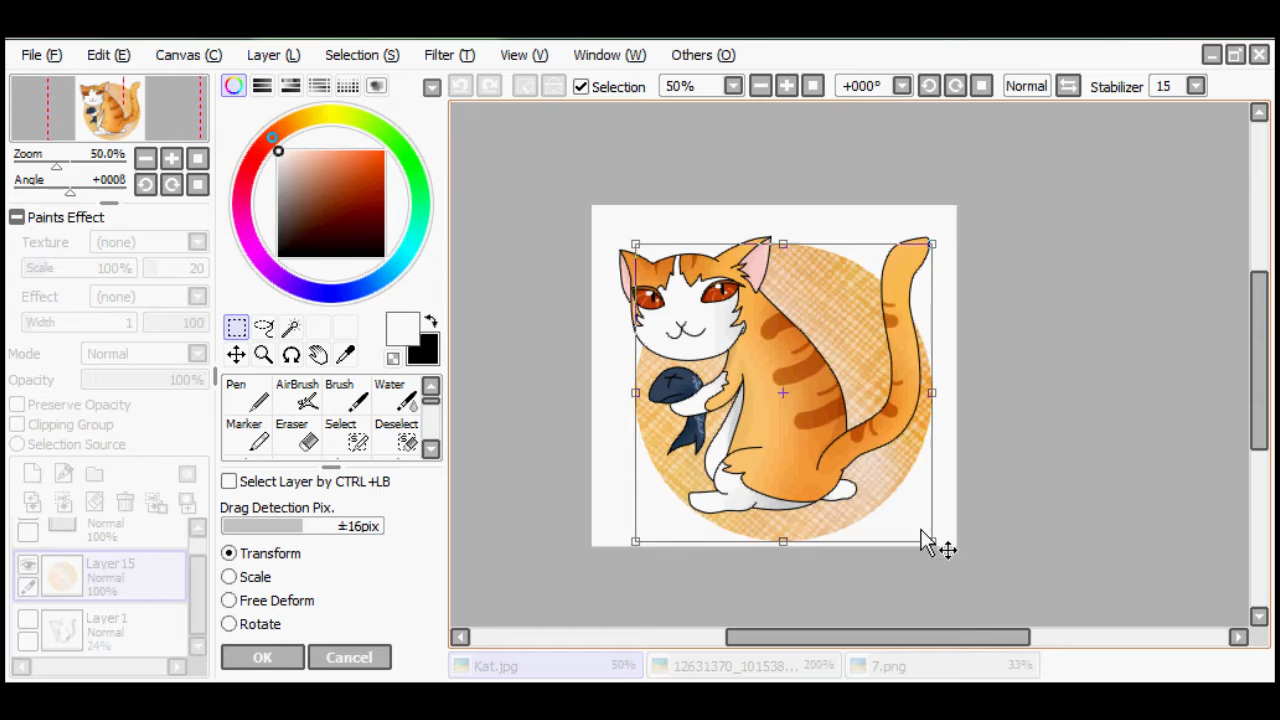 File (F) Edit (E) Canvas (C) Layer (L) Selection (S) Filter (T) View (V) Window (W) Others (O)
Selection 50% +000° Normal Stabilizer 15
Zoom 50.0%
Angle +0008
Paints Effect
Texture (none)
Scale 100% 20
Effect (none)
Width 1 100
Mode Normal
Opacity 100%
Preserve Opacity
Clipping Group
Selection Source
Normal
100%
Layer 15
Normal
100%
Layer 1
Normal
24%
Pen AirBrush Brush Water
Marker Eraser Select Deselect
Select Layer by CTRL +LB
Drag Detection Pix.
±16pix
Transform
Scale
Free Deform
Rotate
OK Cancel
Kat.jpg 50% 12631370_101538... 200% 7.png 33%